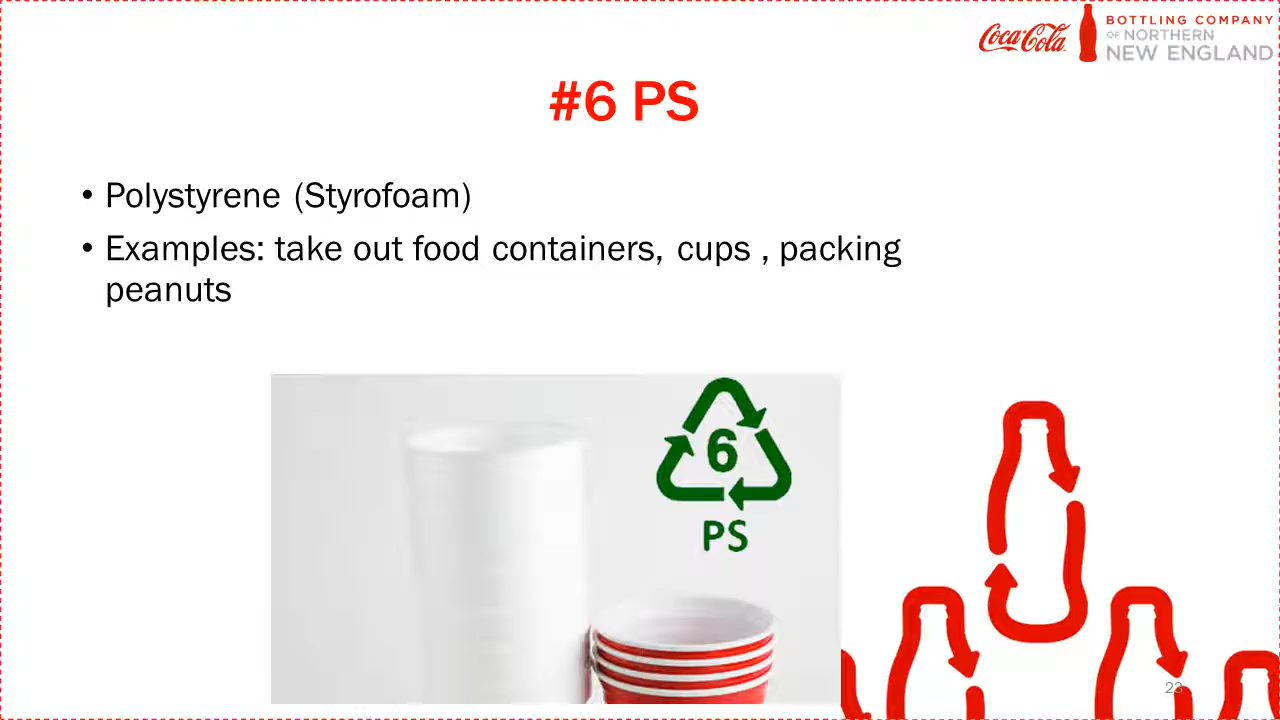 Coca-Cola
BOTTLING COMPANY
OF NORTHERN
NEW ENGLAND
#6 PS
• Polystyrene (Styrofoam)
• Examples: take out food containers, cups , packing
peanuts
6
PS
23